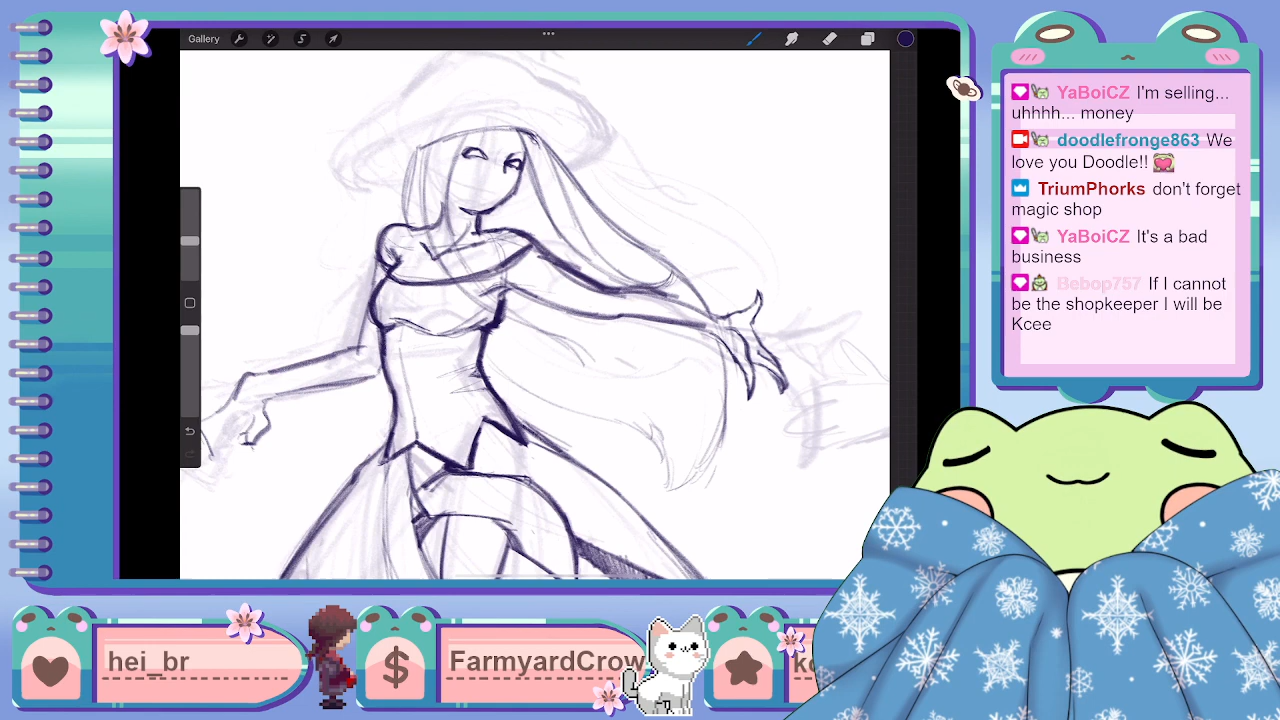 Gallery
YaBoiCZ I'm selling...
uhhhh... money
doodlefronge863 We
love you Doodle!!
TriumPhorks don't forget
magic shop
YaBoiCZ It's a bad
business
Bebop757 If I cannot
be the shopkeeper I will be
Kcee
hei_br
$ FarmyardCrow